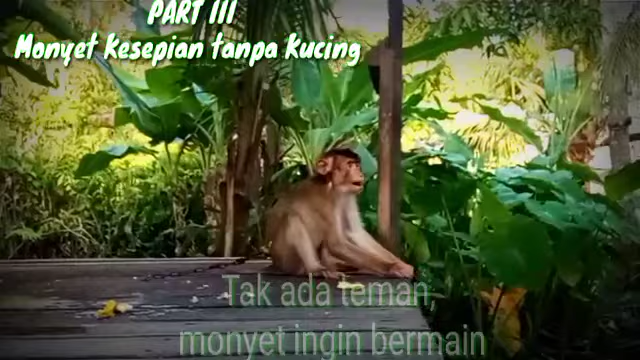 PART III
Monyet Kesepian tanpa Kucing
Tak ada teman,
monyet ingin bermain